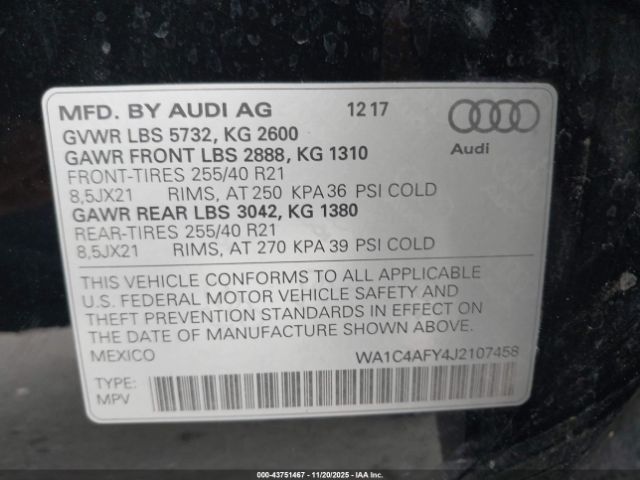 MFD. BY AUDI AG 12 17
GVWR LBS 5732, KG 2600
GAWR FRONT LBS 2888, KG 1310
FRONT-TIRES 255/40 R21
8,5JX21 RIMS, AT 250 KPA 36 PSI COLD
GAWR REAR LBS 3042, KG 1380
REAR-TIRES 255/40 R21
8,5JX21 RIMS, AT 270 KPA 39 PSI COLD
Audi
THIS VEHICLE CONFORMS TO ALL APPLICABLE
U.S. FEDERAL MOTOR VEHICLE SAFETY AND
THEFT PREVENTION STANDARDS IN EFFECT ON
THE DATE OF MANUFACTURE SHOWN ABOVE.
MEXICO WA1C4AFY4J2107458
TYPE:
MPV
000-43751467 - 11/20/2025 - IAA Inc.